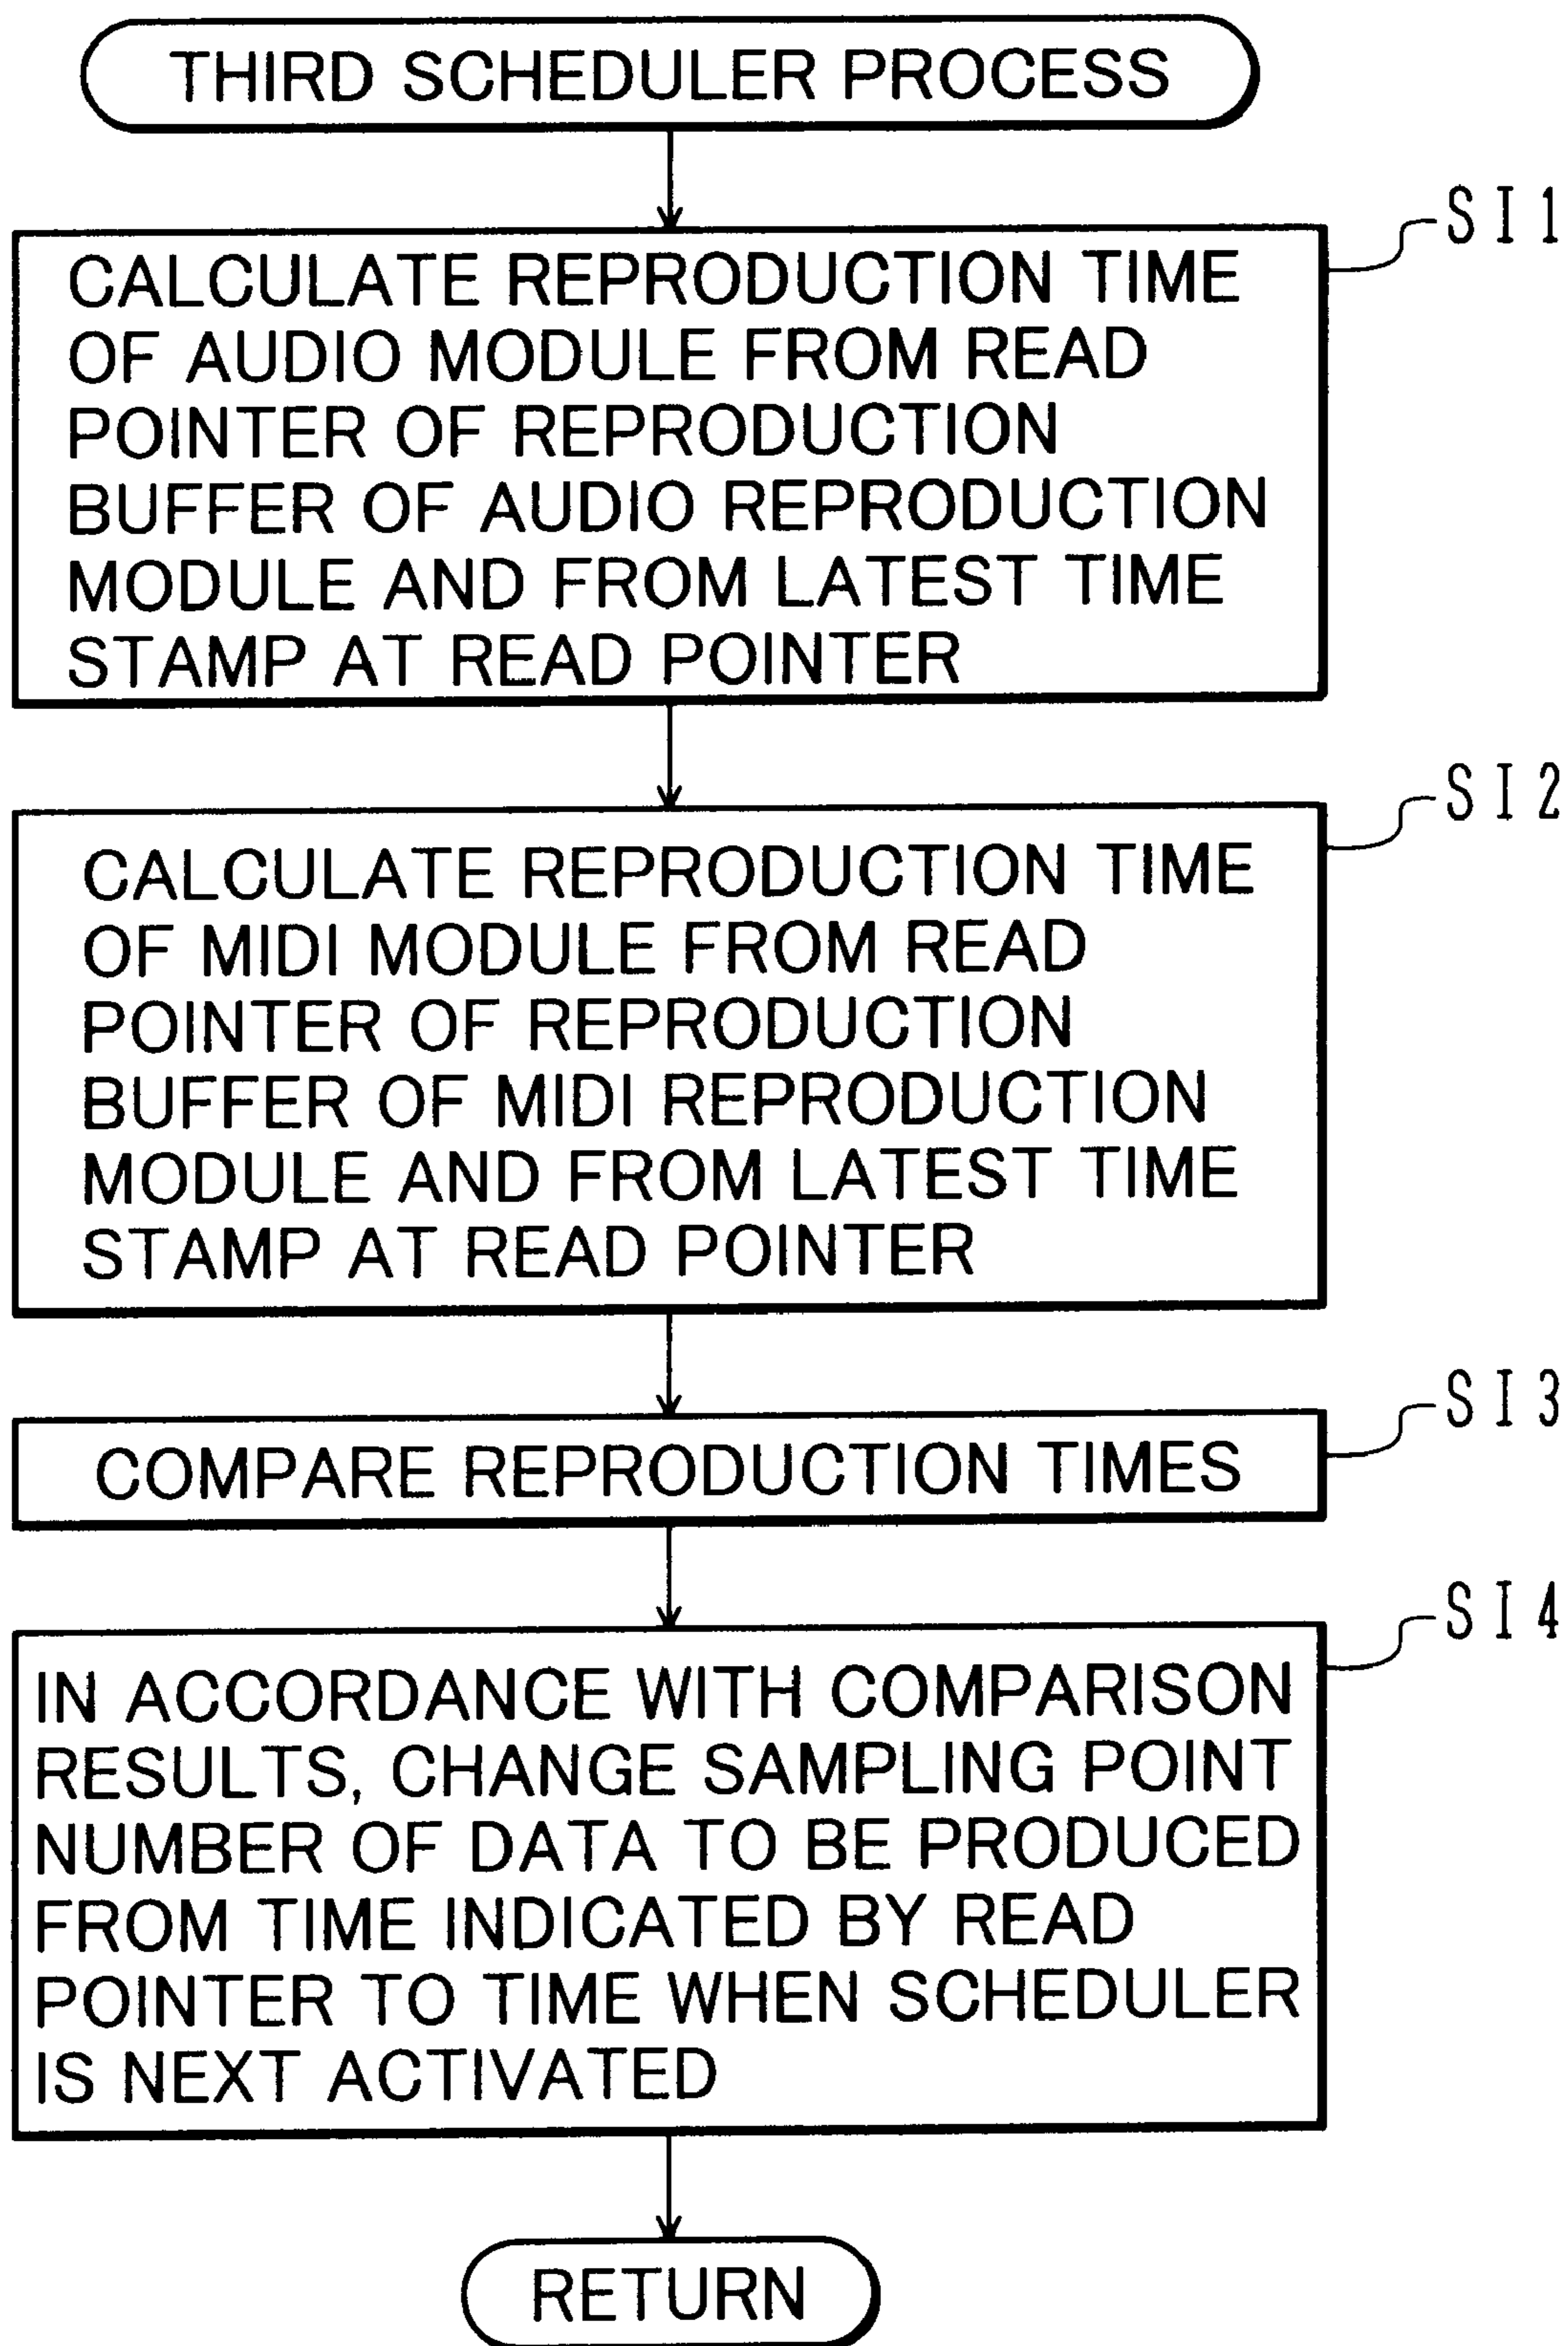 THIRD SCHEDULER PROCESS
SI1
CALCULATE REPRODUCTION TIME
OF AUDIO MODULE FROM READ
POINTER OF REPRODUCTION
BUFFER OF AUDIO REPRODUCTION
MODULE AND FROM LATEST TIME
STAMP AT READ POINTER
SI2
CALCULATE REPRODUCTION TIME
OF MIDI MODULE FROM READ
POINTER OF REPRODUCTION
BUFFER OF MIDI REPRODUCTION
MODULE AND FROM LATEST TIME
STAMP AT READ POINTER
SI3
COMPARE REPRODUCTION TIMES
SI4
IN ACCORDANCE WITH COMPARISON
RESULTS, CHANGE SAMPLING POINT
NUMBER OF DATA TO BE PRODUCED
FROM TIME INDICATED BY READ
POINTER TO TIME WHEN SCHEDULER
IS NEXT ACTIVATED
RETURN